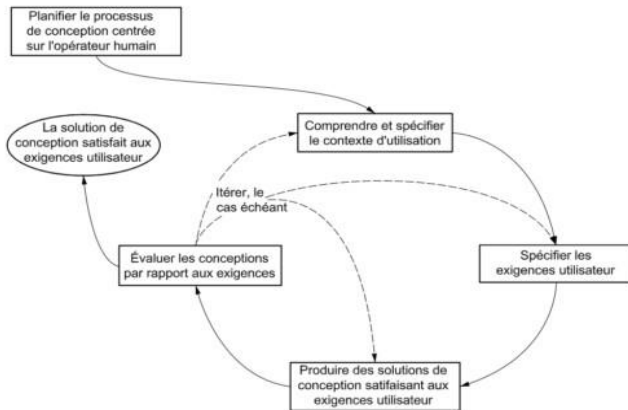 Planifier le processus
de conception centrée
sur l'opérateur humain
La solution de
conception satisfait aux
exigences utilisateur
Comprendre et spécifier
le contexte d'utilisation
Itérer, le
cas échéant
Évaluer les conceptions
par rapport aux exigences
Spécifier les
exigences utilisateur
Produire des solutions de
conception satifaisant aux
exigences utilisateur